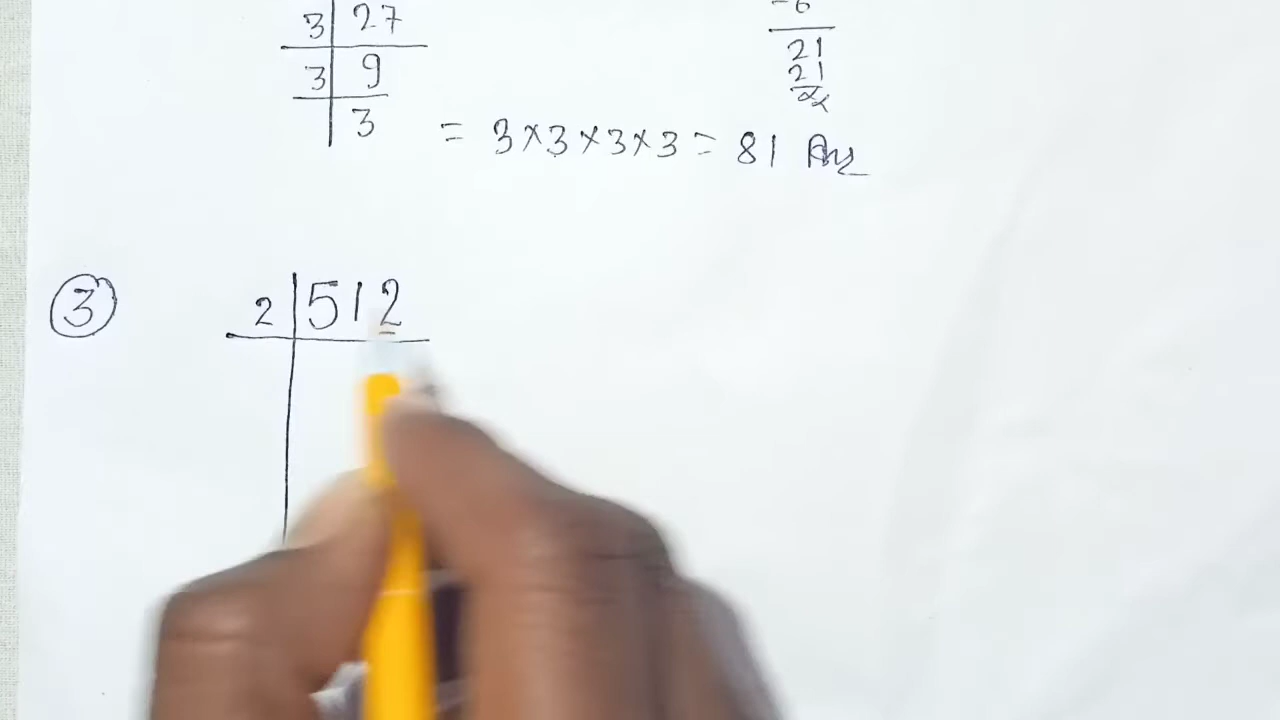 3 | 27
3 | 9
3
= 3×3×3×3 = 81 Ans
-6
21
21
③ 2 | 512